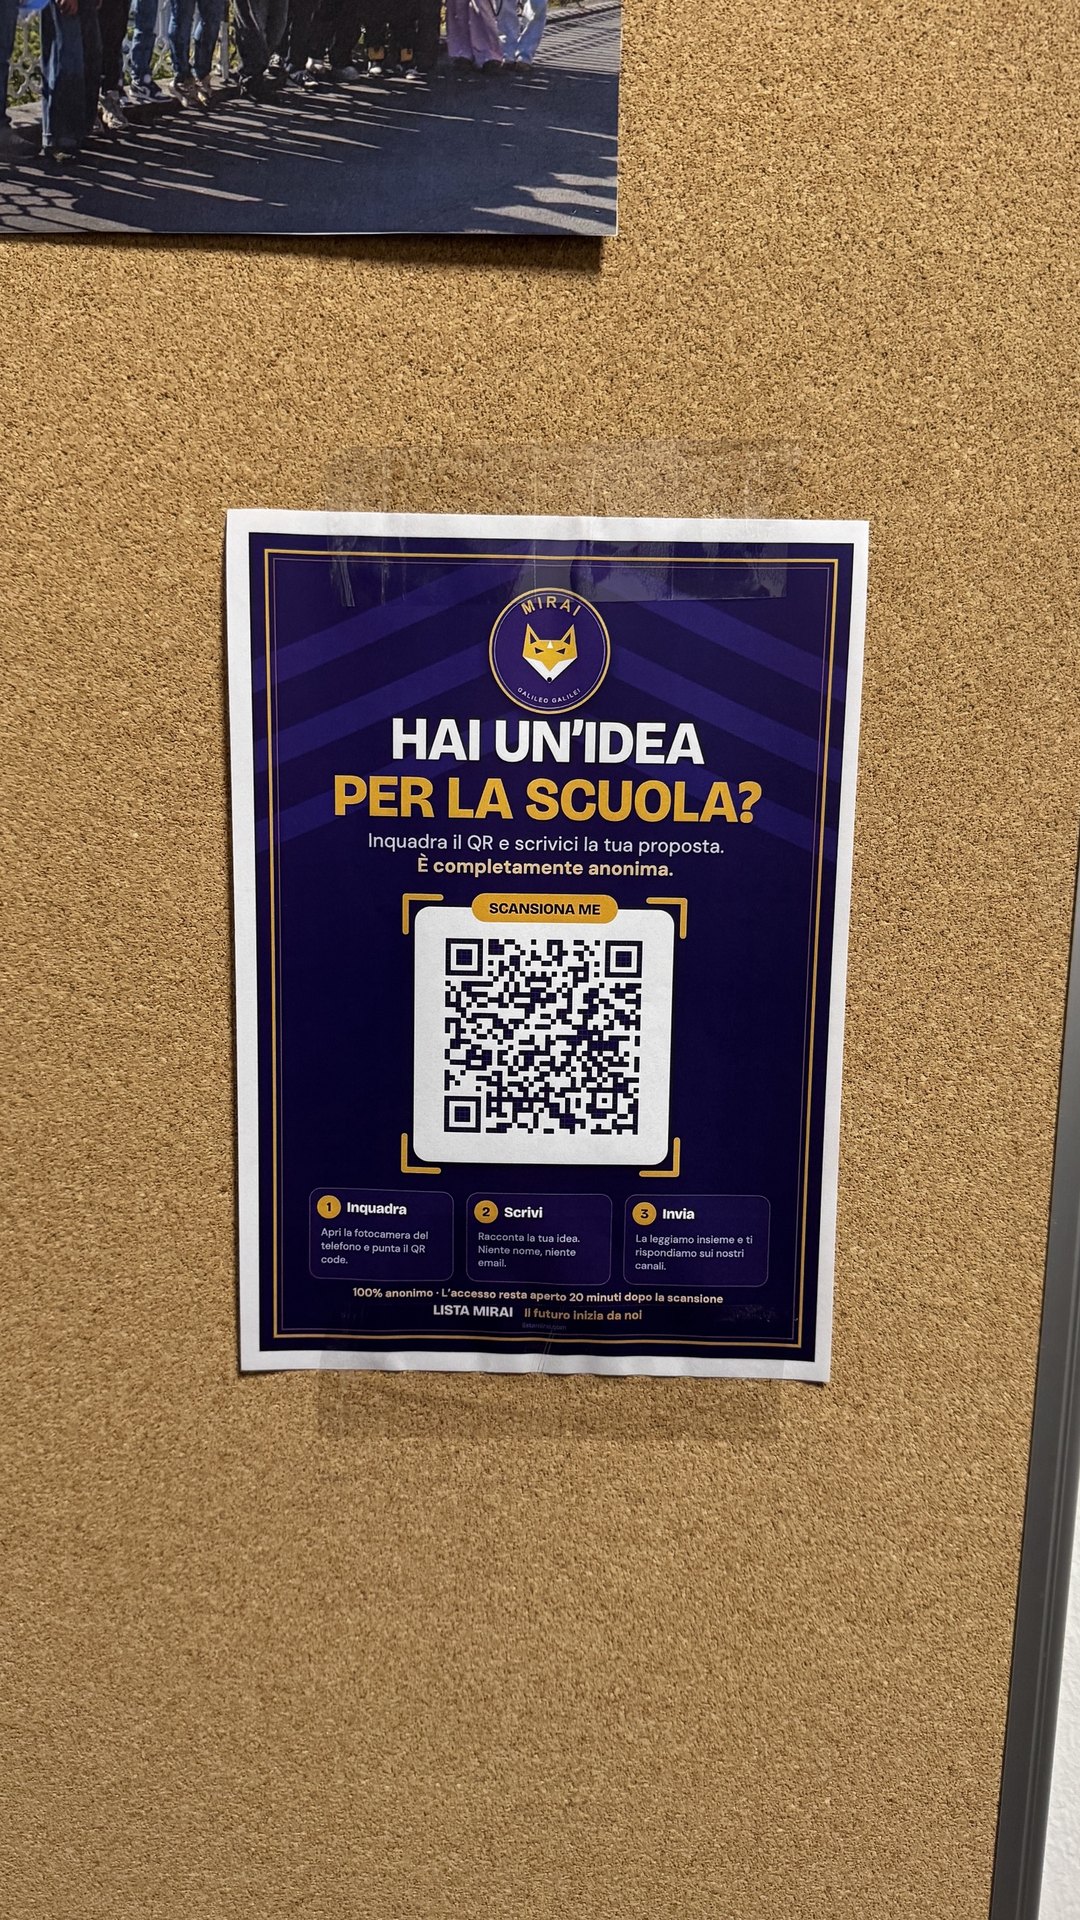 MIRAI
GALILEO GALILEI
HAI UN'IDEA
PER LA SCUOLA?
Inquadra il QR e scrivici la tua proposta.
È completamente anonima.
SCANSIONA ME
1 Inquadra
Apri la fotocamera del
telefono e punta il QR
code.
2 Scrivi
Racconta la tua idea.
Niente nome, niente
email.
3 Invia
La leggiamo insieme e ti
rispondiamo sui nostri
canali.
100% anonimo · L'accesso resta aperto 20 minuti dopo la scansione
LISTA MIRAI Il futuro inizia da noi